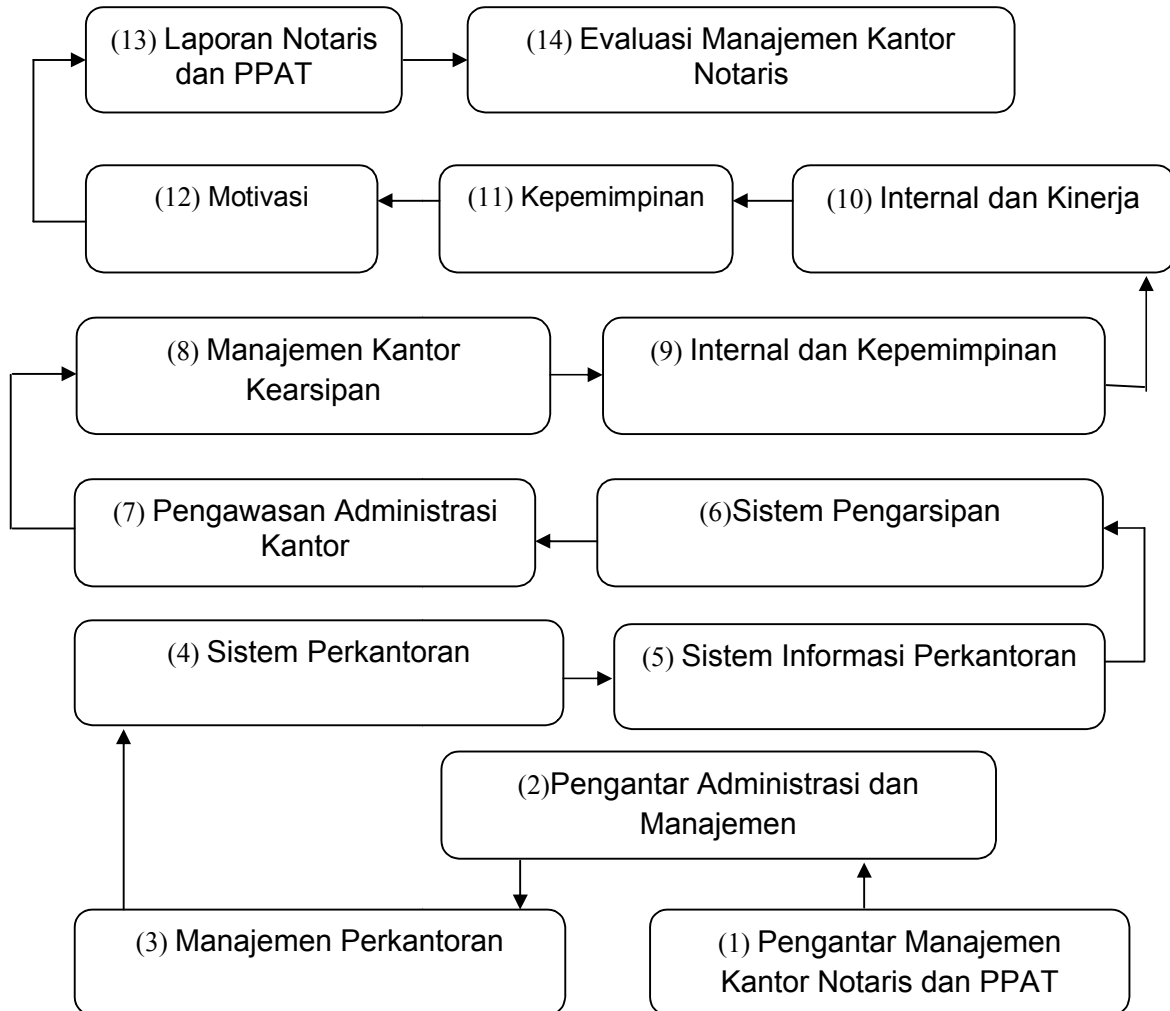 (13) Laporan Notaris
dan PPAT
(14) Evaluasi Manajemen Kantor
Notaris
(12) Motivasi
(11) Kepemimpinan
(10) Internal dan Kinerja
(8) Manajemen Kantor
Kearsipan
(9) Internal dan Kepemimpinan
(7) Pengawasan Administrasi
Kantor
(6)Sistem Pengarsipan
(4) Sistem Perkantoran
(5) Sistem Informasi Perkantoran
(2)Pengantar Administrasi dan
Manajemen
(3) Manajemen Perkantoran
(1) Pengantar Manajemen
Kantor Notaris dan PPAT